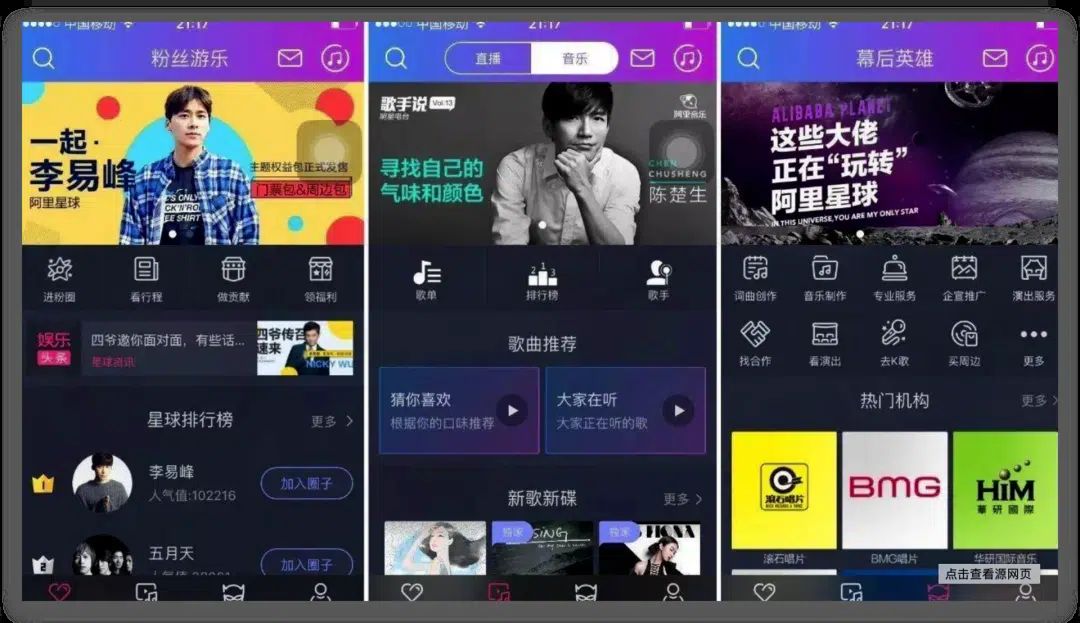 中国移动
21:17
粉丝游乐
一起·
李易峰
阿里星球
主题权益包正式发售
门票包&周边包
进粉圈
看行程
做贡献
领福利
娱乐
头条
四爷邀你面对面，有些话...
星球资讯
四爷传召
速来
NICKY WU
星球排行榜
更多
1
李易峰
人气值:102216
加入圈子
2
五月天
加入圈子
中国移动
21:17
直播
音乐
歌手说 Vol.13
阿里音乐
寻找自己的
气味和颜色
CHEN
CHUSHENG
陈楚生
歌单
排行榜
歌手
歌曲推荐
猜你喜欢
根据你的口味推荐
大家在听
大家正在听的歌
新歌新碟
更多
独家
独家
中国移动
21:17
幕后英雄
ALIBABA PLANET
这些大佬
正在“玩转”
阿里星球
IN THIS UNIVERSE,YOU ARE MY ONLY STAR
词曲创作
音乐制作
专业服务
企宣推广
演出服务
找合作
看演出
去K歌
买周边
更多
热门机构
更多
滚石唱片
BMG
HIM
華研國際
滚石唱片
BMG唱片
华研国际音乐
点击查看源网页